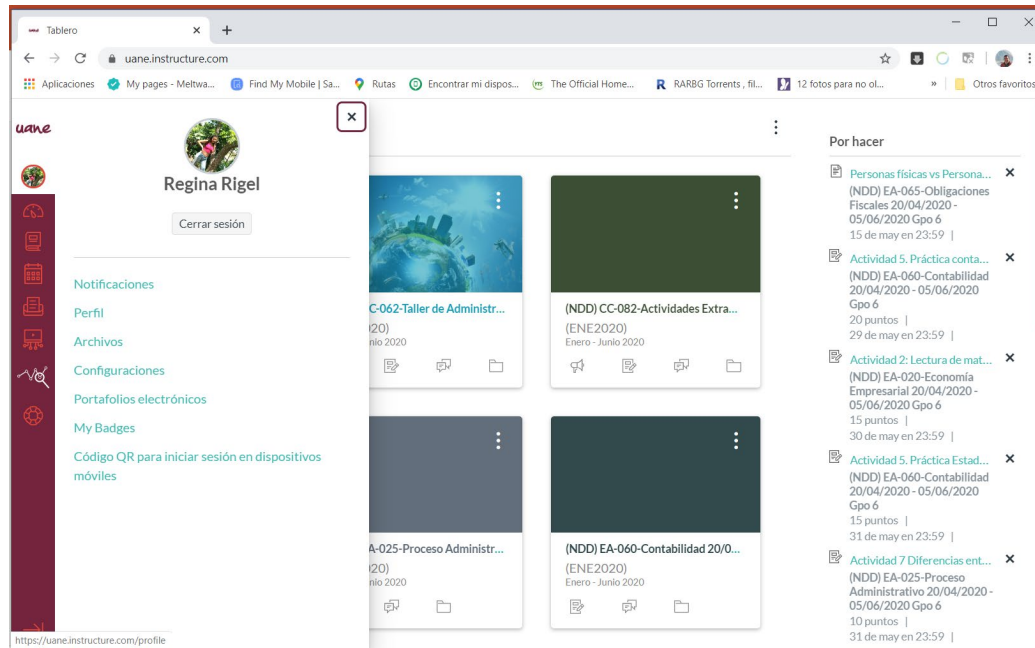 Tablero
uane.instructure.com
Aplicaciones
My pages - Meltwa...
Find My Mobile | Sa...
Rutas
Encontrar mi dispos...
The Official Home...
RARBG Torrents , fil...
12 fotos para no ol...
»
Otros favoritos
uane
Regina Rigel
Cerrar sesión
Notificaciones
Perfil
Archivos
Configuraciones
Portafolios electrónicos
My Badges
Código QR para iniciar sesión en dispositivos
móviles
https://uane.instructure.com/profile
C-062-Taller de Administr...
020)
nio 2020
(NDD) CC-082-Actividades Extra...
(ENE2020)
Enero - Junio 2020
A-025-Proceso Administr...
020)
nio 2020
(NDD) EA-060-Contabilidad 20/0...
(ENE2020)
Enero - Junio 2020
Por hacer
Personas físicas vs Persona...
(NDD) EA-065-Obligaciones
Fiscales 20/04/2020 -
05/06/2020 Gpo 6
15 de may en 23:59 |
Actividad 5. Práctica conta...
(NDD) EA-060-Contabilidad
20/04/2020 - 05/06/2020
Gpo 6
20 puntos |
29 de may en 23:59 |
Actividad 2: Lectura de mat...
(NDD) EA-020-Economía
Empresarial 20/04/2020 -
05/06/2020 Gpo 6
15 puntos |
30 de may en 23:59 |
Actividad 5. Práctica Estad...
(NDD) EA-060-Contabilidad
20/04/2020 - 05/06/2020
Gpo 6
15 puntos |
31 de may en 23:59 |
Actividad 7 Diferencias ent...
(NDD) EA-025-Proceso
Administrativo 20/04/2020 -
05/06/2020 Gpo 6
10 puntos |
31 de may en 23:59 |